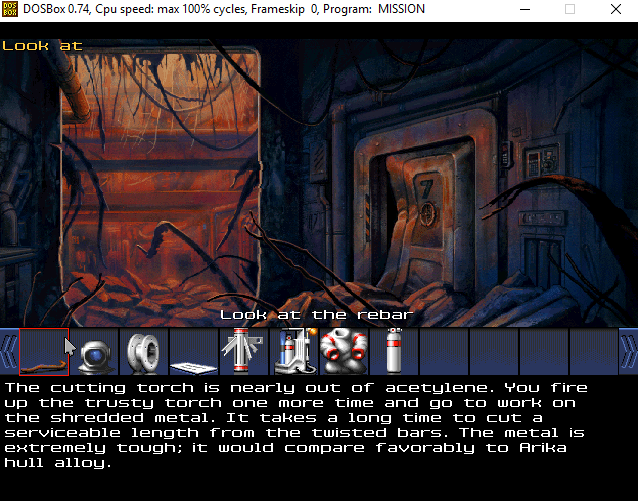 DOSBox 0.74, Cpu speed: max 100% cycles, Frameskip 0, Program: MISSION
Look at
7
Look at the rebar
The cutting torch is nearly out of acetylene. You fire
up the trusty torch one more time and go to work on
the shredded metal. It takes a long time to cut a
serviceable length from the twisted bars. The metal is
extremely tough; it would compare favorably to Arika
hull alloy.